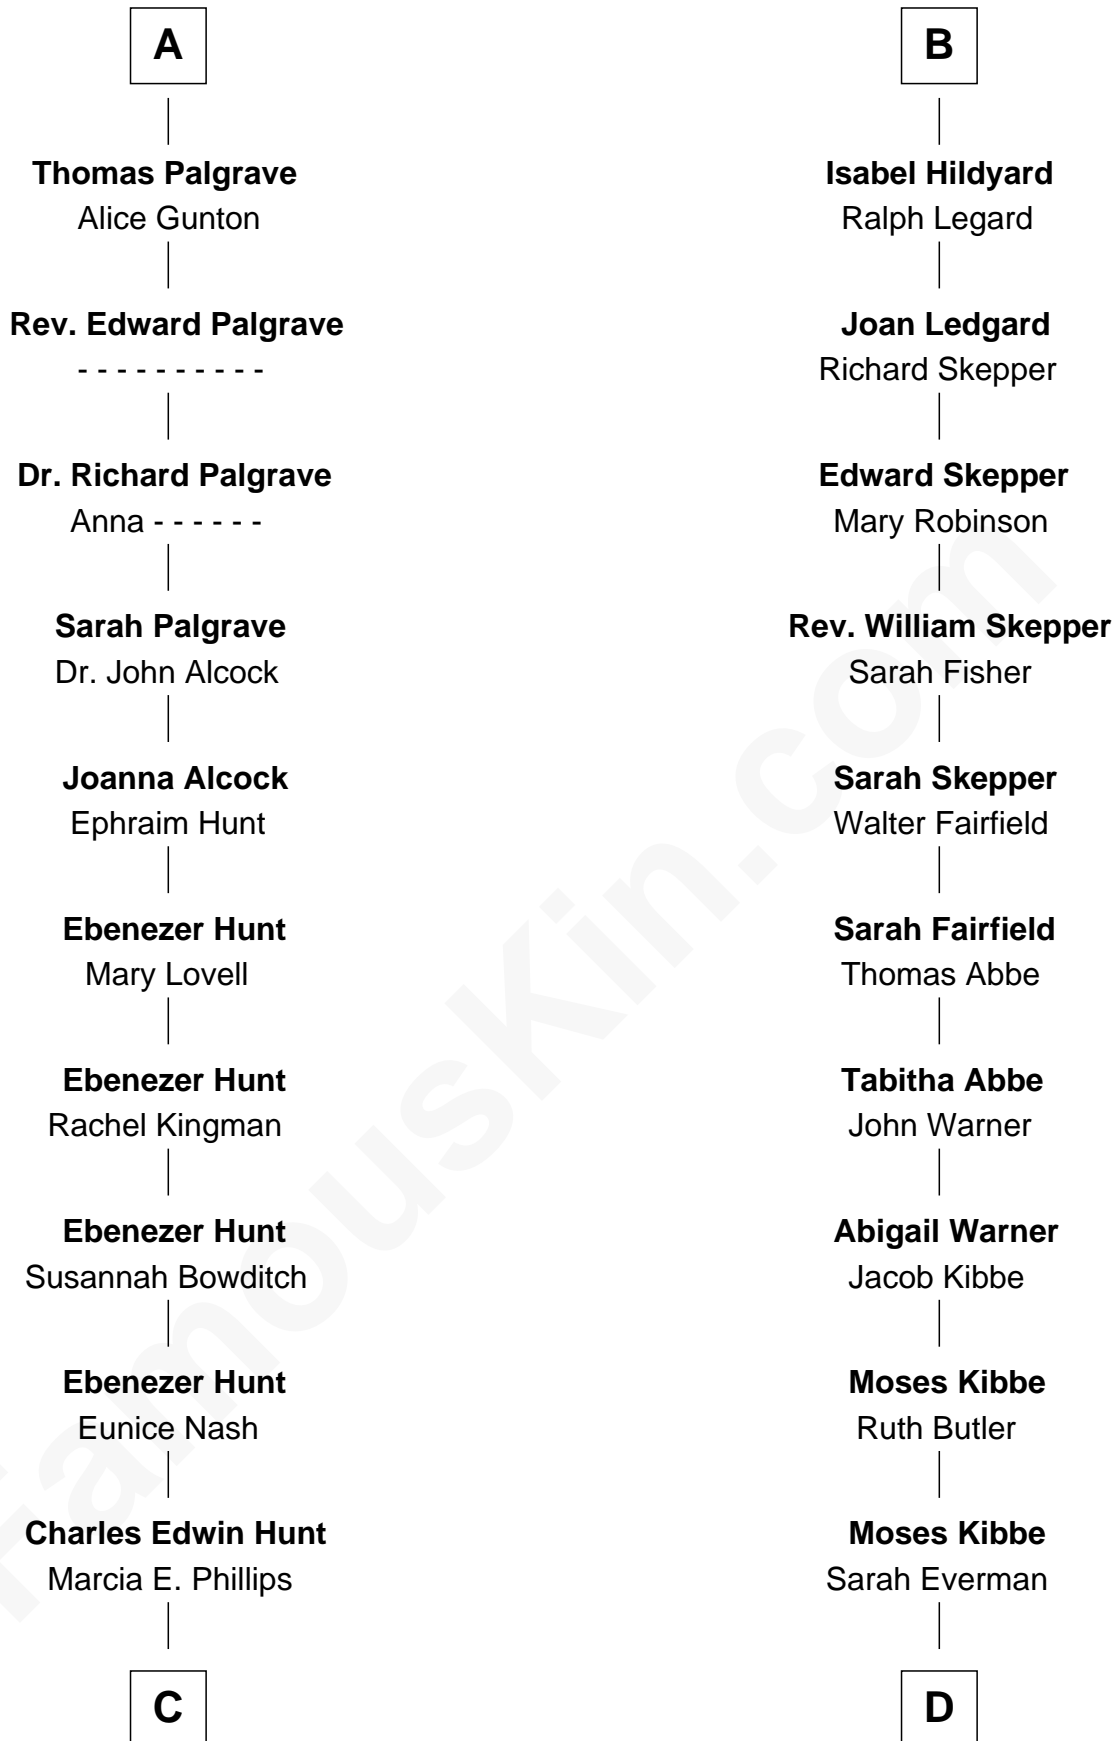 A
Thomas Palgrave
Alice Gunton
Rev. Edward Palgrave
- - - - - - - - - -
Dr. Richard Palgrave
Anna - - - - - -
Sarah Palgrave
Dr. John Alcock
Joanna Alcock
Ephraim Hunt
Ebenezer Hunt
Mary Lovell
Ebenezer Hunt
Rachel Kingman
Ebenezer Hunt
Susannah Bowditch
Ebenezer Hunt
Eunice Nash
Charles Edwin Hunt
Marcia E. Phillips
C
B
Isabel Hildyard
Ralph Legard
Joan Ledgard
Richard Skepper
Edward Skepper
Mary Robinson
Rev. William Skepper
Sarah Fisher
Sarah Skepper
Walter Fairfield
Sarah Fairfield
Thomas Abbe
Tabitha Abbe
John Warner
Abigail Warner
Jacob Kibbe
Moses Kibbe
Ruth Butler
Moses Kibbe
Sarah Everman
D
FamousKin.com